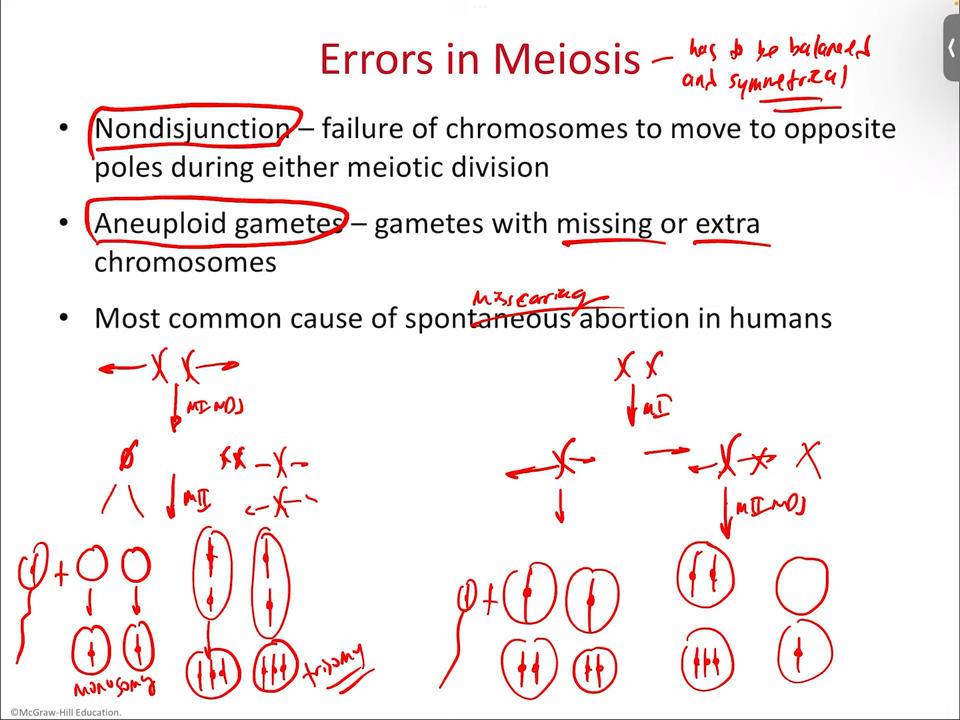 Errors in Meiosis – has to be balanced
and symmetrical
• Nondisjunction – failure of chromosomes to move to opposite
poles during either meiotic division
• Aneuploid gametes – gametes with missing or extra
chromosomes
Miscarriag
• Most common cause of spontaneous abortion in humans
MI NDJ
MI
MII
MII NDJ
monosomy
trisomy
©McGraw-Hill Education.